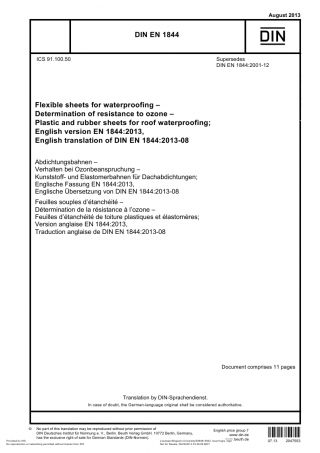 August 2013
DIN EN 1844
DIN
ICS 91.100.50
Supersedes
DIN EN 1844:2001-12
Flexible sheets for waterproofing –
Determination of resistance to ozone –
Plastic and rubber sheets for roof waterproofing;
English version EN 1844:2013,
English translation of DIN EN 1844:2013-08
Abdichtungsbahnen –
Verhalten bei Ozonbeanspruchung –
Kunststoff- und Elastomerbahnen für Dachabdichtungen;
Englische Fassung EN 1844:2013,
Englische Übersetzung von DIN EN 1844:2013-08
Feuilles souples d'étanchéité –
Détermination de la résistance à l'ozone –
Feuilles d'étanchéité de toiture plastiques et élastomères;
Version anglaise EN 1844:2013,
Traduction anglaise de DIN EN 1844:2013-08
Document comprises 11 pages
Translation by DIN-Sprachendienst.
In case of doubt, the German-language original shall be considered authoritative.
© No part of this translation may be reproduced without prior permission of
DIN Deutsches Institut für Normung e. V., Berlin. Beuth Verlag GmbH, 10772 Berlin, Germany,
has the exclusive right of sale for German Standards (DIN-Normen).
English price group 7
www.din.de
www.beuth.de